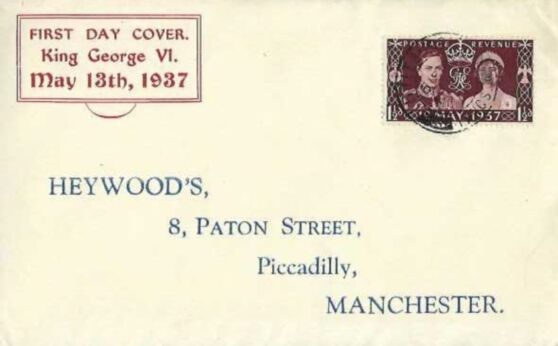 FIRST DAY COVER.
King George VI.
May 13th, 1937
POSTAGE REVENUE
1½ MAY · 1937 1½
HEYWOOD'S,
8, PATON STREET,
Piccadilly,
MANCHESTER.